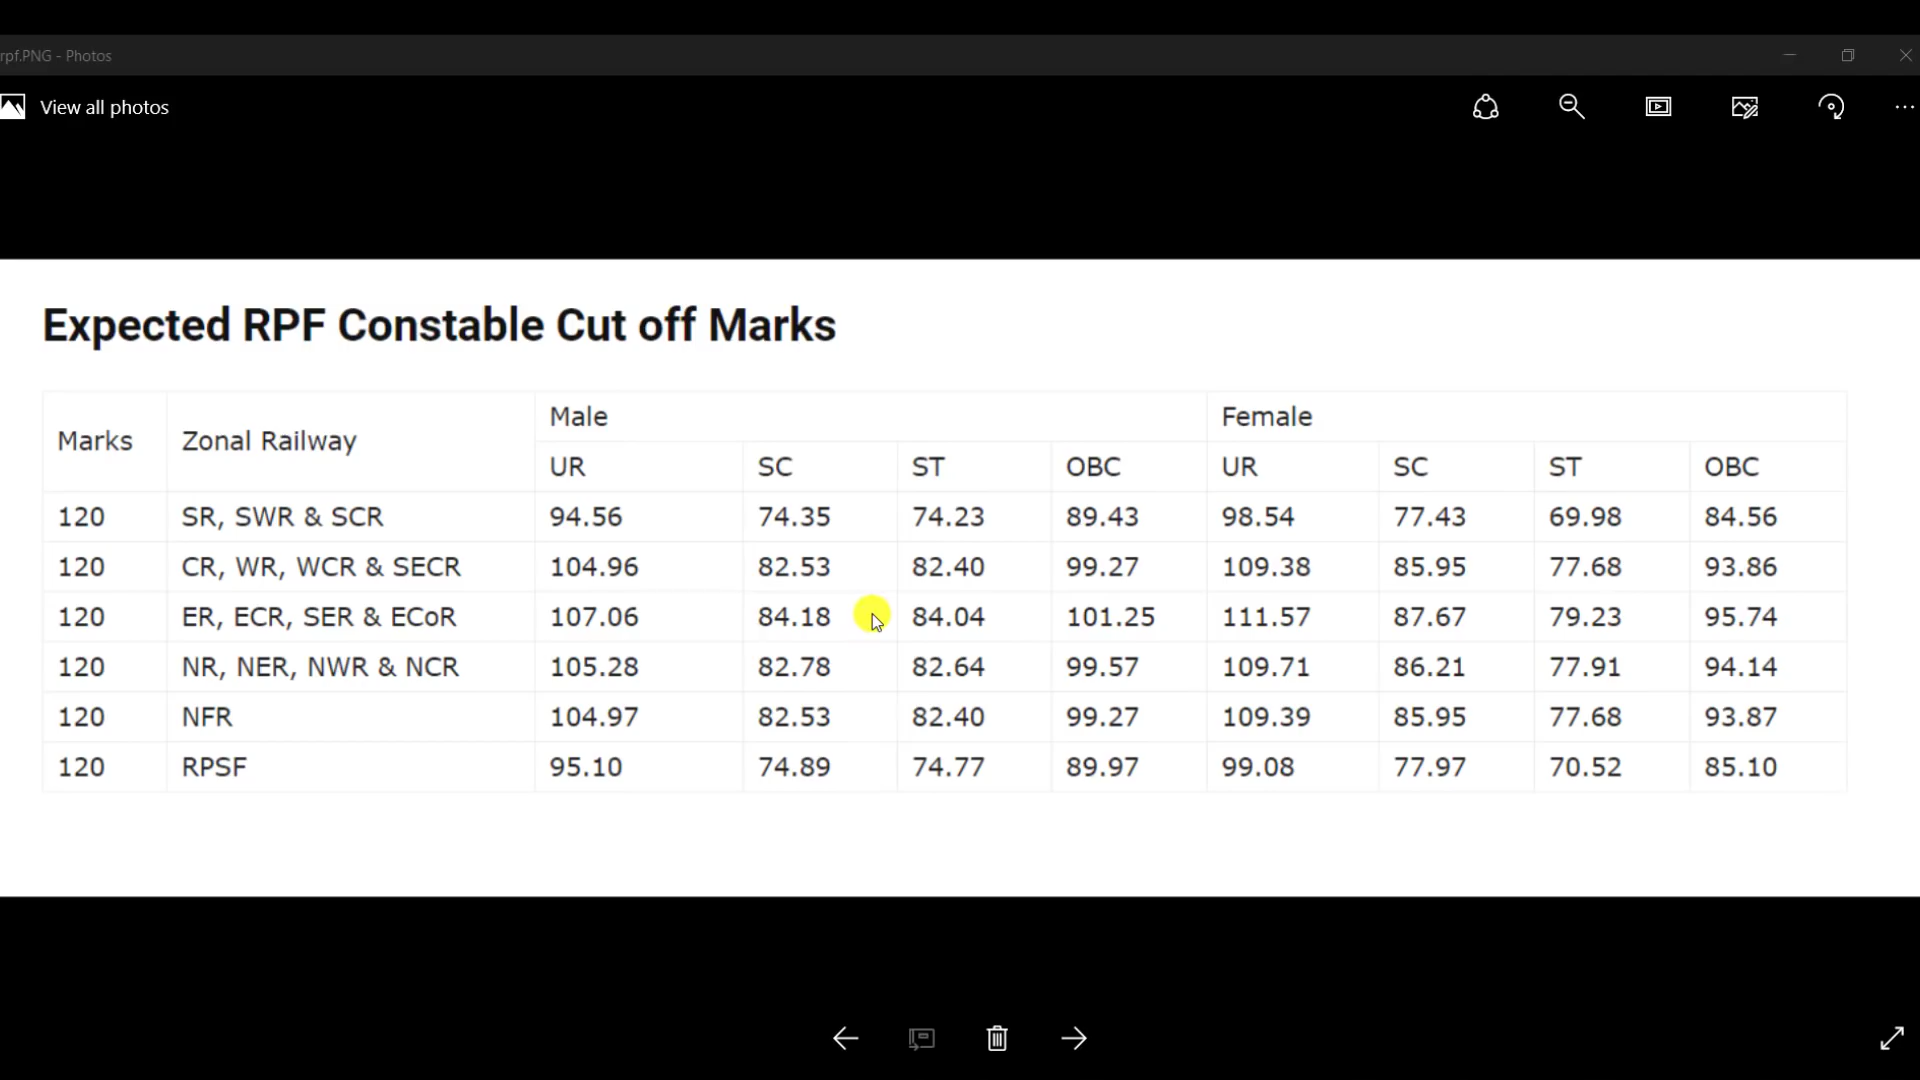 rpf.PNG - Photos
View all photos
Expected RPF Constable Cut off Marks
Marks Zonal Railway Male Female
UR SC ST OBC UR SC ST OBC
120 SR, SWR & SCR 94.56 74.35 74.23 89.43 98.54 77.43 69.98 84.56
120 CR, WR, WCR & SECR 104.96 82.53 82.40 99.27 109.38 85.95 77.68 93.86
120 ER, ECR, SER & ECoR 107.06 84.18 84.04 101.25 111.57 87.67 79.23 95.74
120 NR, NER, NWR & NCR 105.28 82.78 82.64 99.57 109.71 86.21 77.91 94.14
120 NFR 104.97 82.53 82.40 99.27 109.39 85.95 77.68 93.87
120 RPSF 95.10 74.89 74.77 89.97 99.08 77.97 70.52 85.10